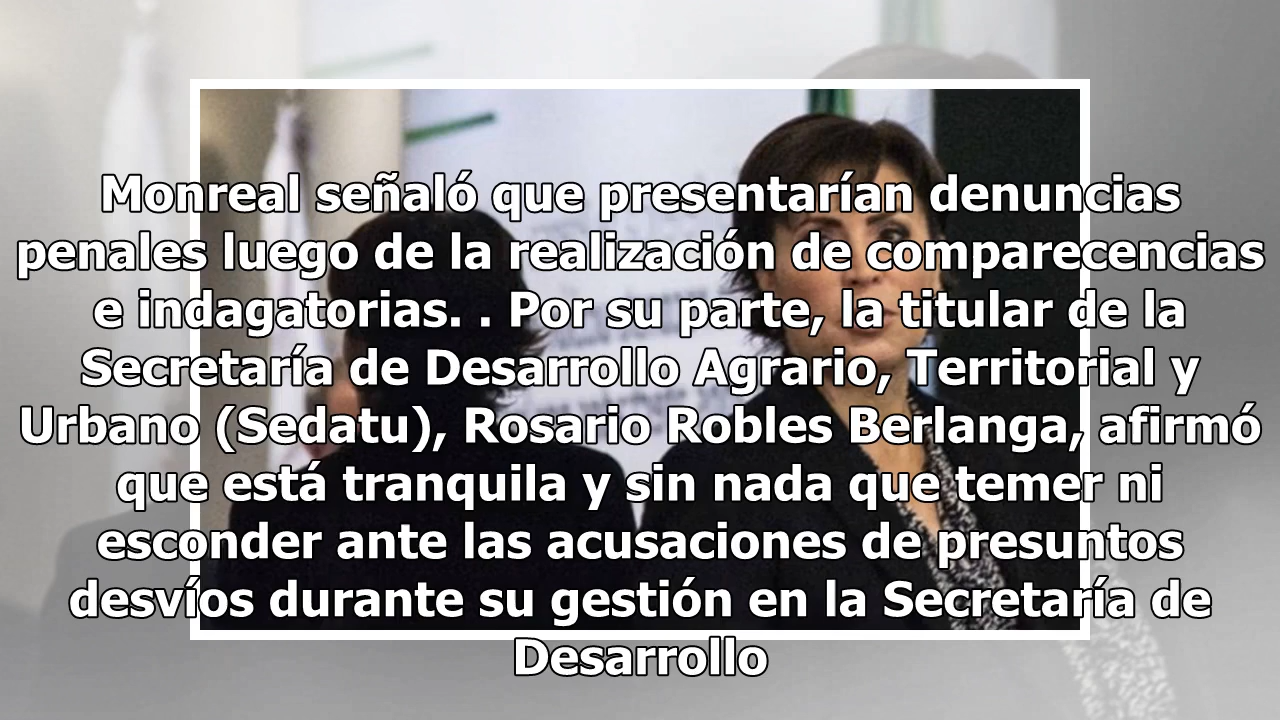 Monreal señaló que presentarían denuncias
penales luego de la realización de comparecencias
e indagatorias. . Por su parte, la titular de la
Secretaría de Desarrollo Agrario, Territorial y
Urbano (Sedatu), Rosario Robles Berlanga, afirmó
que está tranquila y sin nada que temer ni
esconder ante las acusaciones de presuntos
desvíos durante su gestión en la Secretaría de
Desarrollo